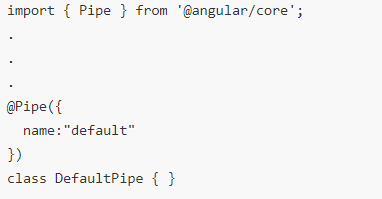 import { Pipe } from '@angular/core';
.
.
.
@Pipe({
  name:"default"
})
class DefaultPipe { }